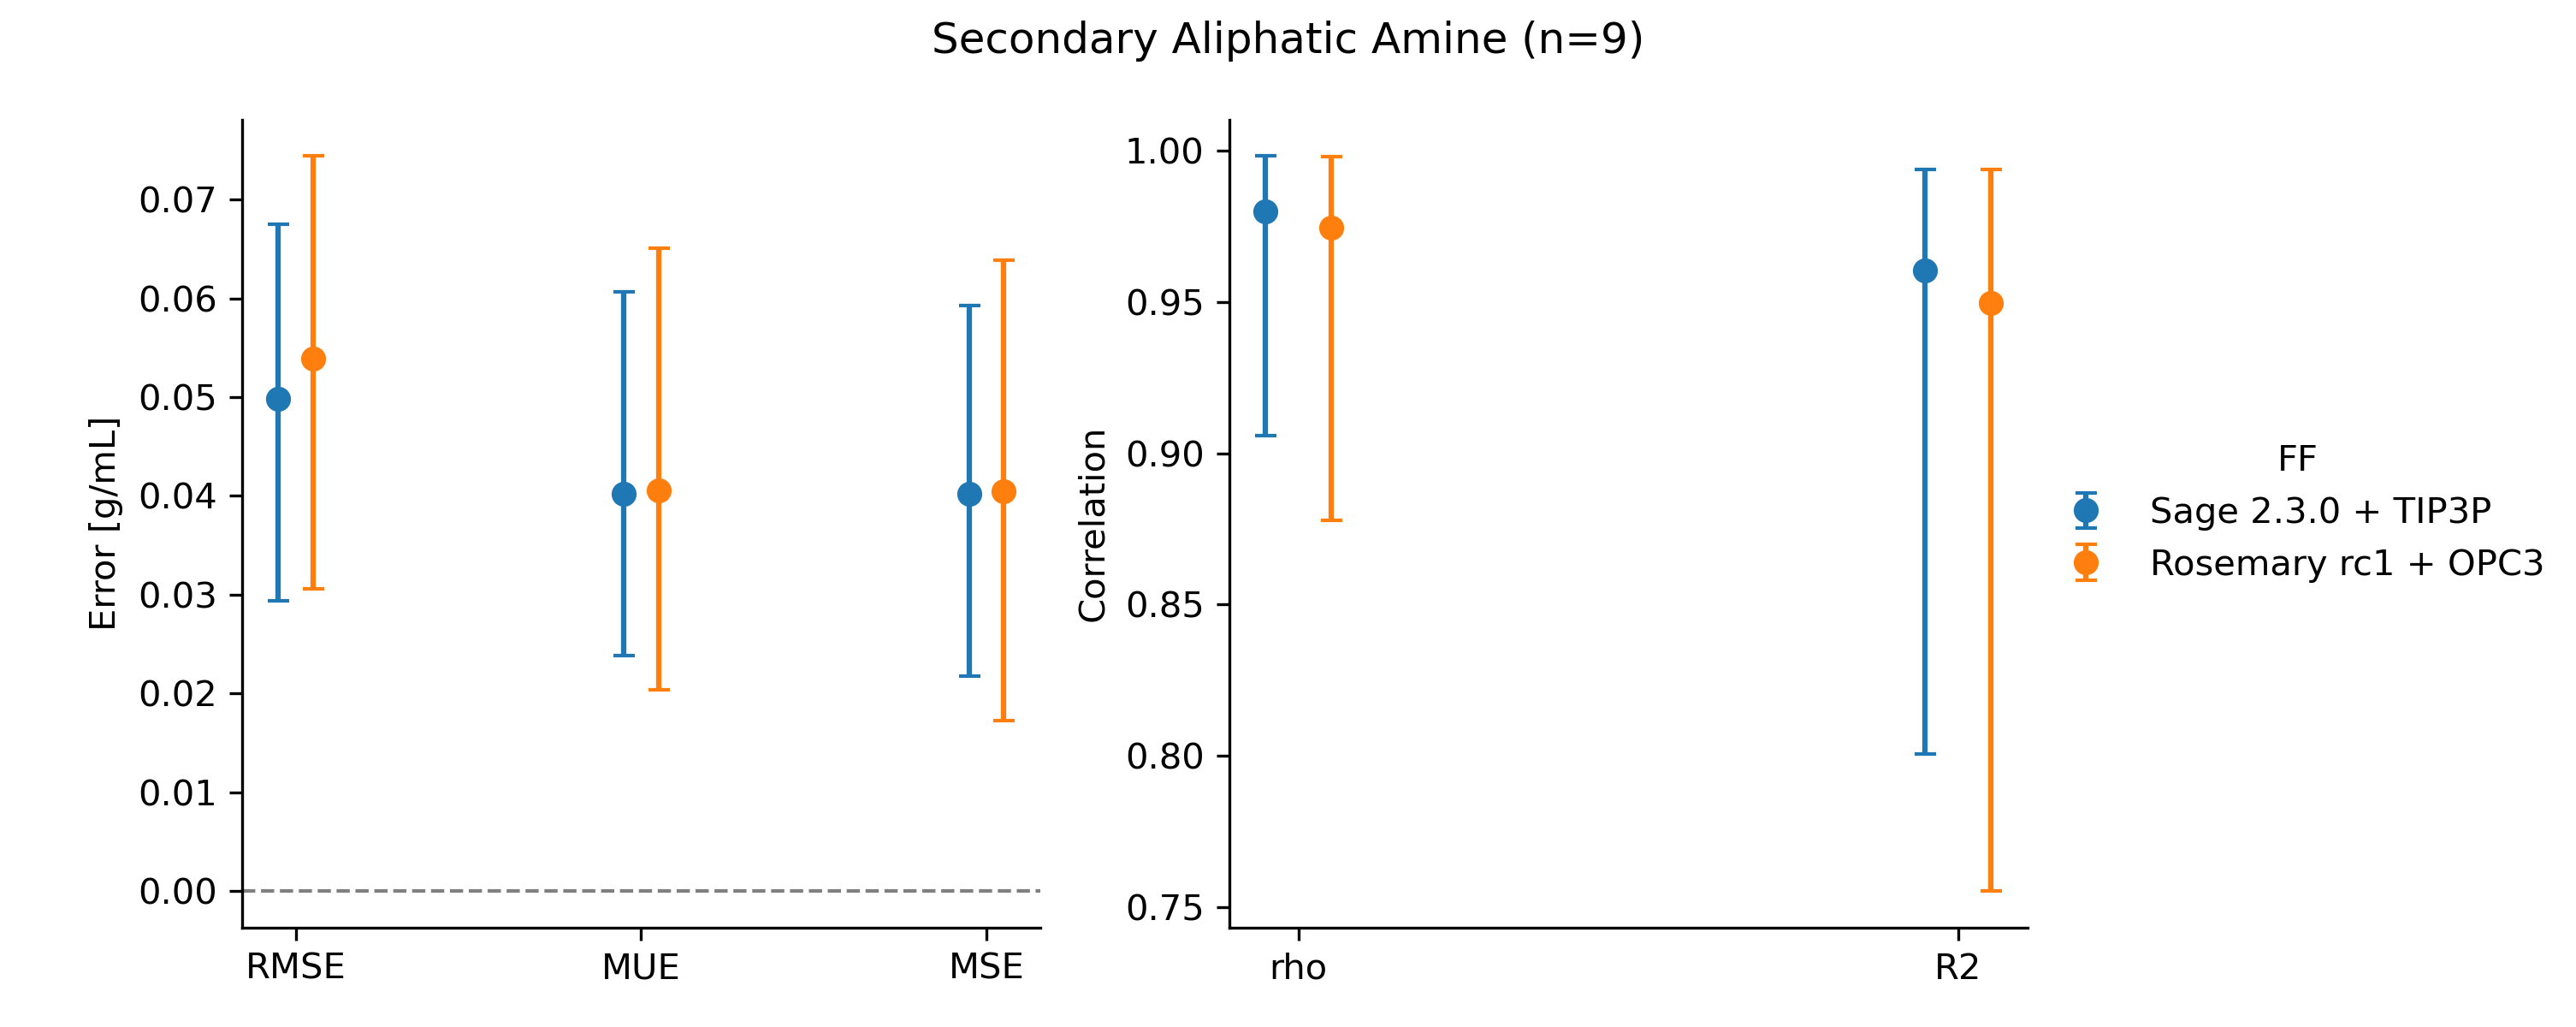 Secondary Aliphatic Amine (n=9)
Error [g/mL]
0.07
0.06
0.05
0.04
0.03
0.02
0.01
0.00
RMSE
MUE
MSE
Correlation
1.00
0.95
0.90
0.85
0.80
0.75
rho
R2
FF
Sage 2.3.0 + TIP3P
Rosemary rc1 + OPC3